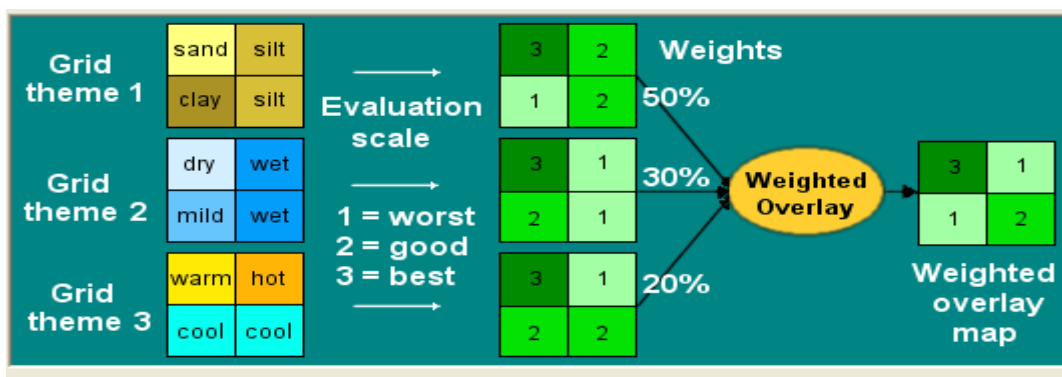 Grid
theme 1
sand silt
clay silt
Evaluation
scale
3 2
1 2
Weights
50%
Grid
theme 2
dry wet
mild wet
1 = worst
2 = good
3 = best
3 1
2 1
30%
Weighted
Overlay
3 1
1 2
Weighted
overlay
map
Grid
theme 3
warm hot
cool cool
3 1
2 2
20%